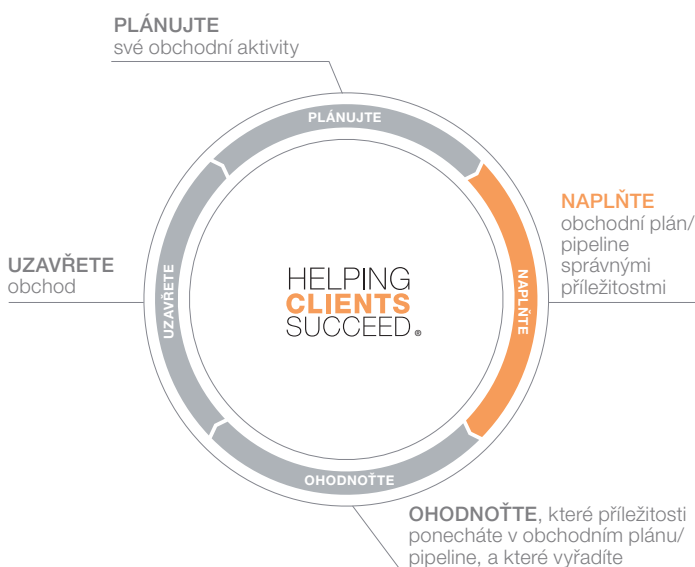 PLÁNUJTE
své obchodní aktivity
PLÁNUJTE
NAPLŇTE
obchodní plán/
pipeline
správnými
příležitostmi
NAPLŇTE
UZAVŘETE
obchod
UZAVŘETE
HELPING
CLIENTS
SUCCEED®
OHODNOŤTE
OHODNOŤTE, které příležitosti
ponecháte v obchodním plánu/
pipeline, a které vyřadíte